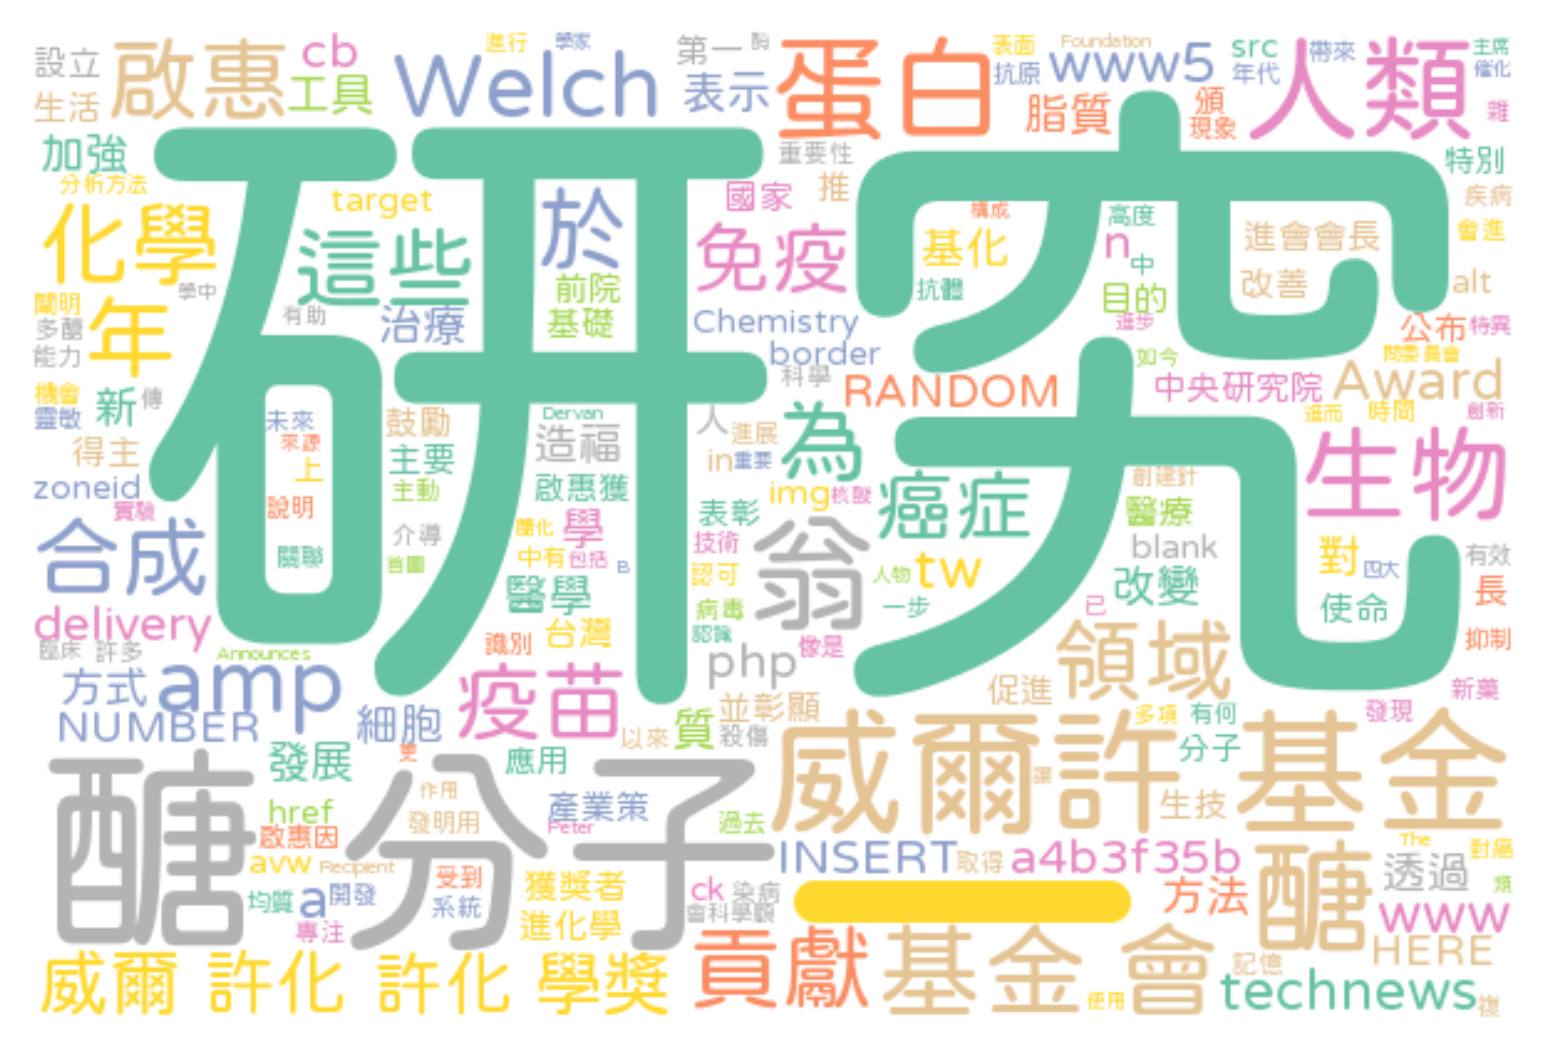 設立 啟惠 cb Welch 進行 學家 第一 蛋白 表面 Foundation www5 src 帶來 人類 主席
生活 工具 表示 抗原 脂質 頒 年代 催化
現象 雜
加強 研究 重要性 特別
分析方法 target 國家 推 疾病
化學 這些 於 免疫 構成 高度 進會會長 會進
基化 n 中
學中 前院 抗體 目的 改善 alt
闡明 年 有助 治療 基礎 Chemistry 進步 公布 特異
多醣 能力 border 如今 問委員會
機會 新 傳 科學 RANDOM 中央研究院 Award
靈敏 未來 鼓勵 Dervan 人 為 進而 時間 創新
得主 來源 主要 造福 進展 生物
zoneid 上 主動 啟惠獲 in 重要 癌症 創建針
實驗 說明 介導 學 表彰 img 核酸 醫療
合成 關聯 首圖 醣化 中有 包括 技術 翁 blank 對 四大 有效
醫學 B 認可 人物 tw 改變 使命 長
delivery 識別 台灣 病毒 一步 已 抑制
臨床 許多 Announces 認識 像是 領域
方式 amp 疫苗 php 促進 新藥
NUMBER 細胞 以來 質 並彰顯 殺傷 多項 有何 發現
醣分子 發展 更 應用 威爾許基金 分子
href 作用 產業策 生技
啟惠因 發明用 Peter 過去
avw Recipient 受到 獲獎者 INSERT 取得 a4b3f35b The 對癌
均質 a 開發 系統 ck 染病 一 方法 醣 透過 類
專注 進化學 會科學觀 www
威爾 許化 許化 學獎 貢獻 基金會 記憶 HERE
使用 technews 複